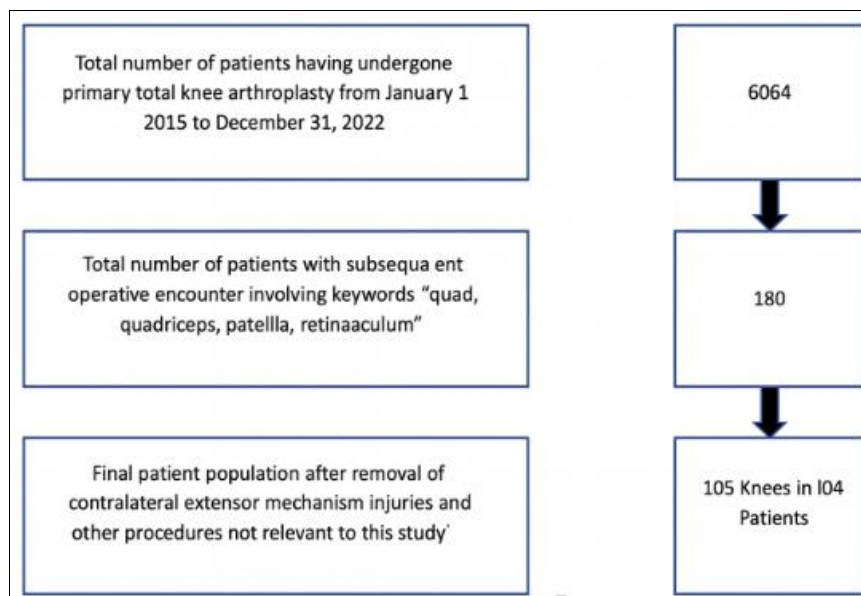 Total number of patients having undergone
primary total knee arthroplasty from January 1
2015 to December 31, 2022
6064
Total number of patients with subsequa ent
operative encounter involving keywords “quad,
quadriceps, patellla, retinaaculum”
180
Final patient population after removal of
contralateral extensor mechanism injuries and
other procedures not relevant to this study
105 Knees in l04
Patients